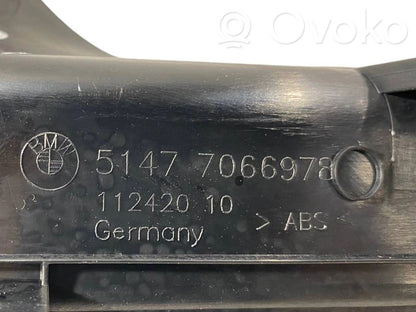 Ovoko
BMW
5147 7066978
112420 10
> ABS <
Germany